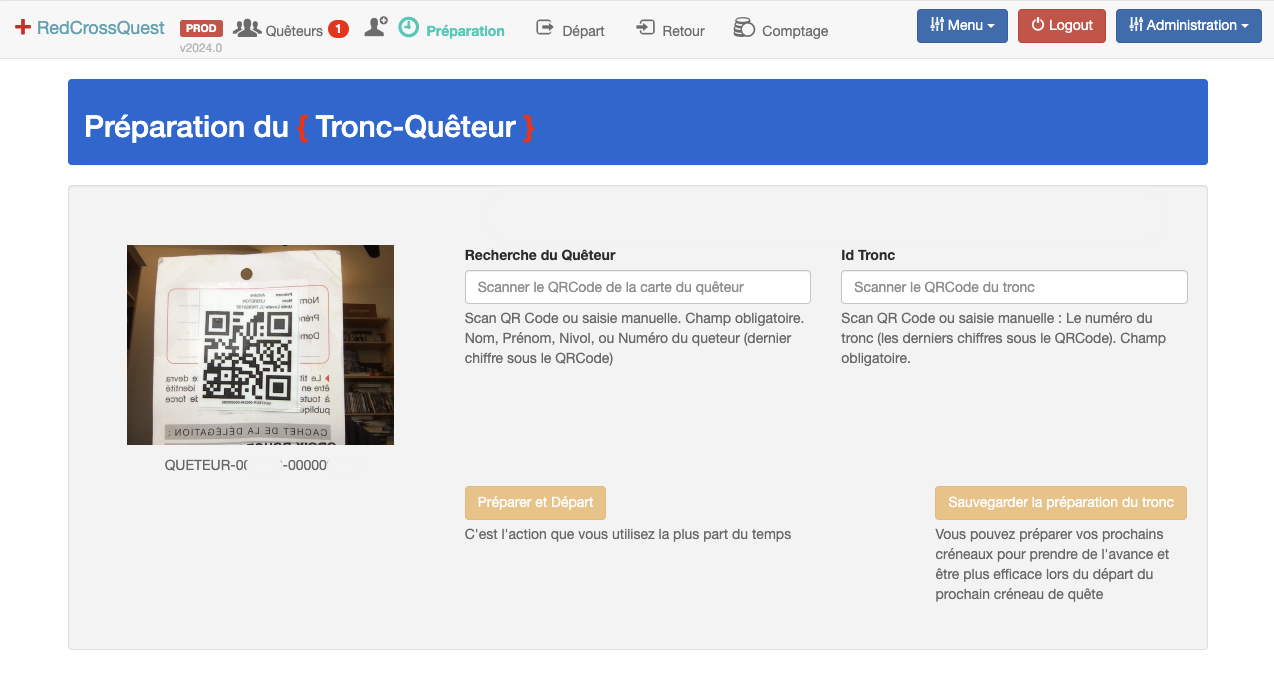 RedCrossQuest PROD v2024.0 Quêteurs 1 Préparation Départ Retour Comptage Menu Logout Administration
Préparation du { Tronc-Quêteur }
Recherche du Quêteur
Scanner le QRCode de la carte du quêteur
Scan QR Code ou saisie manuelle. Champ obligatoire.
Nom, Prénom, Nivol, ou Numéro du queteur (dernier
chiffre sous le QRCode)
Id Tronc
Scanner le QRCode du tronc
Scan QR Code ou saisie manuelle : Le numéro du
tronc (les derniers chiffres sous le QRCode). Champ
obligatoire.
Nom
Prén
Dom
Le tit e devra
être en identité
à toute de force
publique
CACHET DE LA DÉLÉGATION :
QUETEUR-00 -00000
Préparer et Départ
C'est l'action que vous utilisez la plus part du temps
Sauvegarder la préparation du tronc
Vous pouvez préparer vos prochains
créneaux pour prendre de l'avance et
être plus efficace lors du départ du
prochain créneau de quête